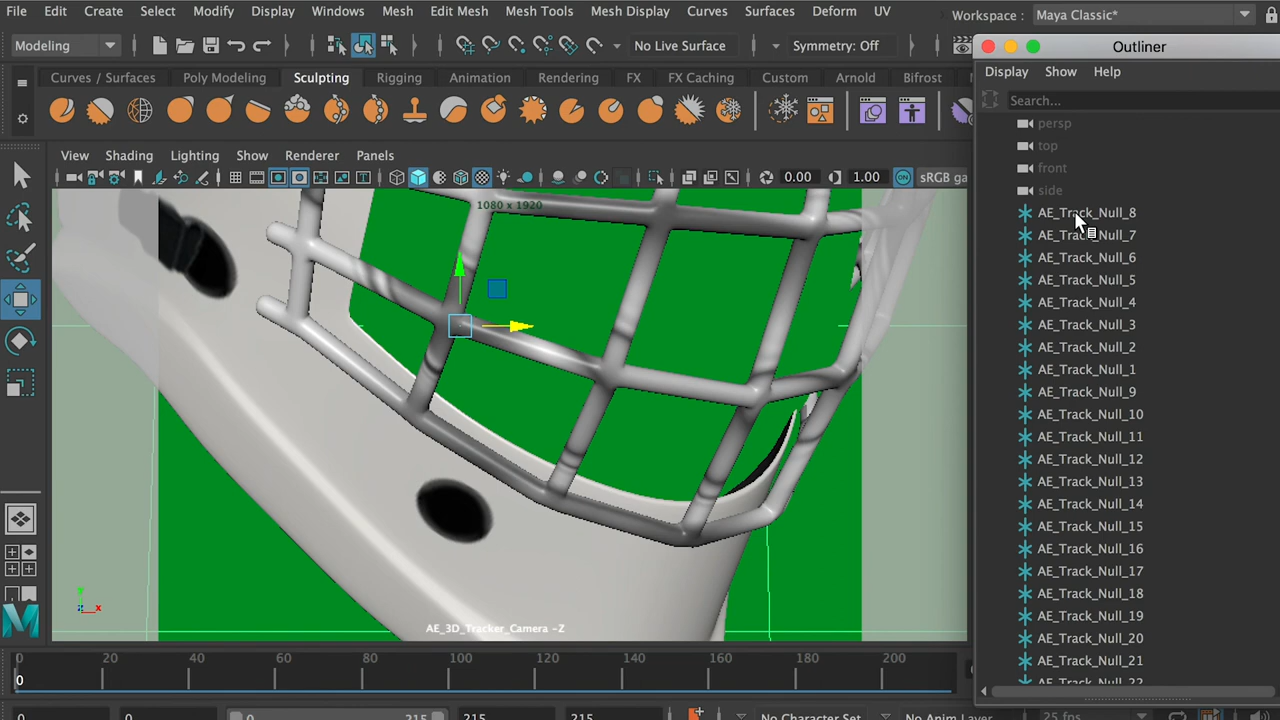 File Edit Create Select Modify Display Windows Mesh Edit Mesh Mesh Tools Mesh Display Curves Surfaces Deform UV Workspace : Maya Classic*
Modeling No Live Surface Symmetry: Off
Outliner
Display Show Help
Search...
Curves / Surfaces Poly Modeling Sculpting Rigging Animation Rendering FX FX Caching Custom Arnold Bifrost
View Shading Lighting Show Renderer Panels
0.00 1.00 ON sRGB ga
1080 x 1920
persp
top
front
side
AE_Track_Null_8
AE_Track_Null_7
AE_Track_Null_6
AE_Track_Null_5
AE_Track_Null_4
AE_Track_Null_3
AE_Track_Null_2
AE_Track_Null_1
AE_Track_Null_9
AE_Track_Null_10
AE_Track_Null_11
AE_Track_Null_12
AE_Track_Null_13
AE_Track_Null_14
AE_Track_Null_15
AE_Track_Null_16
AE_Track_Null_17
AE_Track_Null_18
AE_Track_Null_19
AE_Track_Null_20
AE_Track_Null_21
AE_Track_Null_22
y
z x
AE_3D_Tracker_Camera -Z
0 20 40 60 80 100 120 140 160 180 200
0
0 0 0 215 215 215 No Character Set No Anim Layer 25 fps